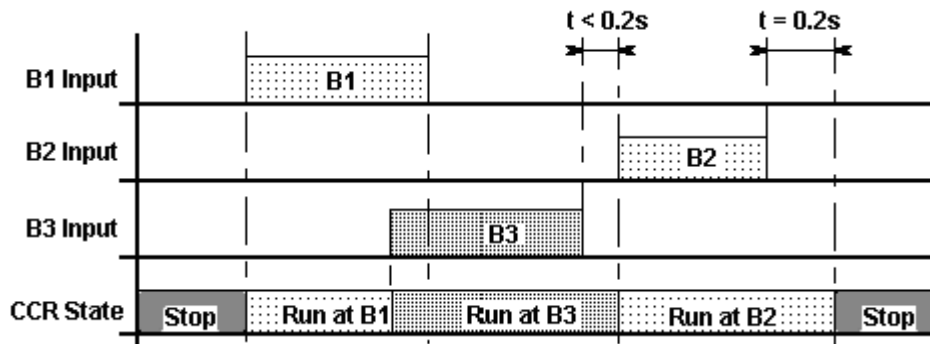 t < 0.2s
t = 0.2s
B1 Input
B1
B2 Input
B2
B3 Input
B3
CCR State
Stop
Run at B1
Run at B3
Run at B2
Stop